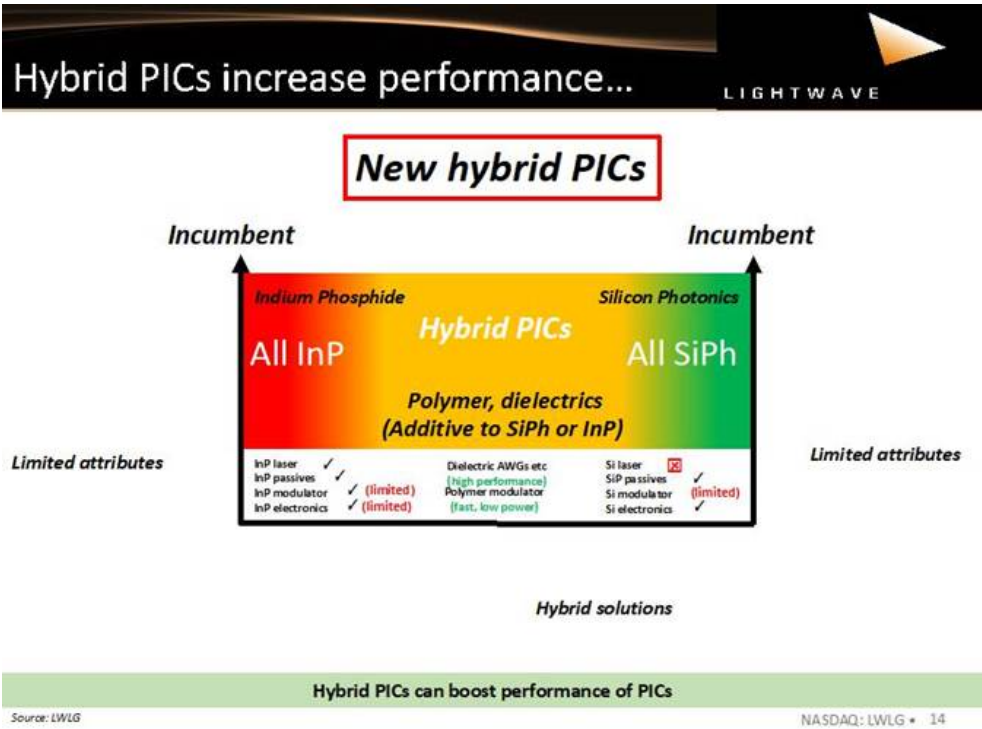 Hybrid PICs increase performance...
LIGHTWAVE
New hybrid PICs
Incumbent
Incumbent
Indium Phosphide
Silicon Photonics
Hybrid PICs
All InP
All SiPh
Polymer, dielectrics
(Additive to SiPh or InP)
Limited attributes
Limited attributes
InP laser ✓
InP passives ✓
InP modulator ✓ (limited)
InP electronics ✓ (limited)
Dielectric AWGs etc
(high performance)
Polymer modulator
(fast, low power)
Si laser ☒
SiP passives ✓
Si modulator (limited)
Si electronics ✓
Hybrid solutions
Hybrid PICs can boost performance of PICs
Source: LWLG
NASDAQ: LWLG • 14